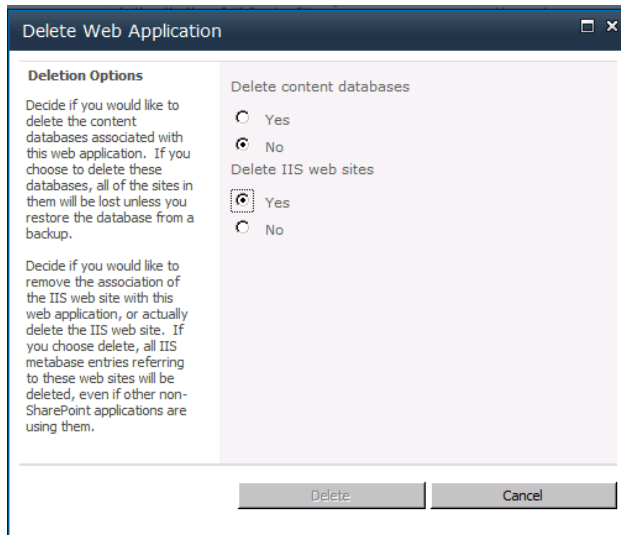 Delete Web Application
Deletion Options
Decide if you would like to
delete the content
databases associated with
this web application.  If you
choose to delete these
databases, all of the sites in
them will be lost unless you
restore the database from a
backup.
Decide if you would like to
remove the association of
the IIS web site with this
web application, or actually
delete the IIS web site.  If
you choose delete, all IIS
metabase entries referring
to these web sites will be
deleted, even if other non-
SharePoint applications are
using them.
Delete content databases
Yes
No
Delete IIS web sites
Yes
No
Delete
Cancel